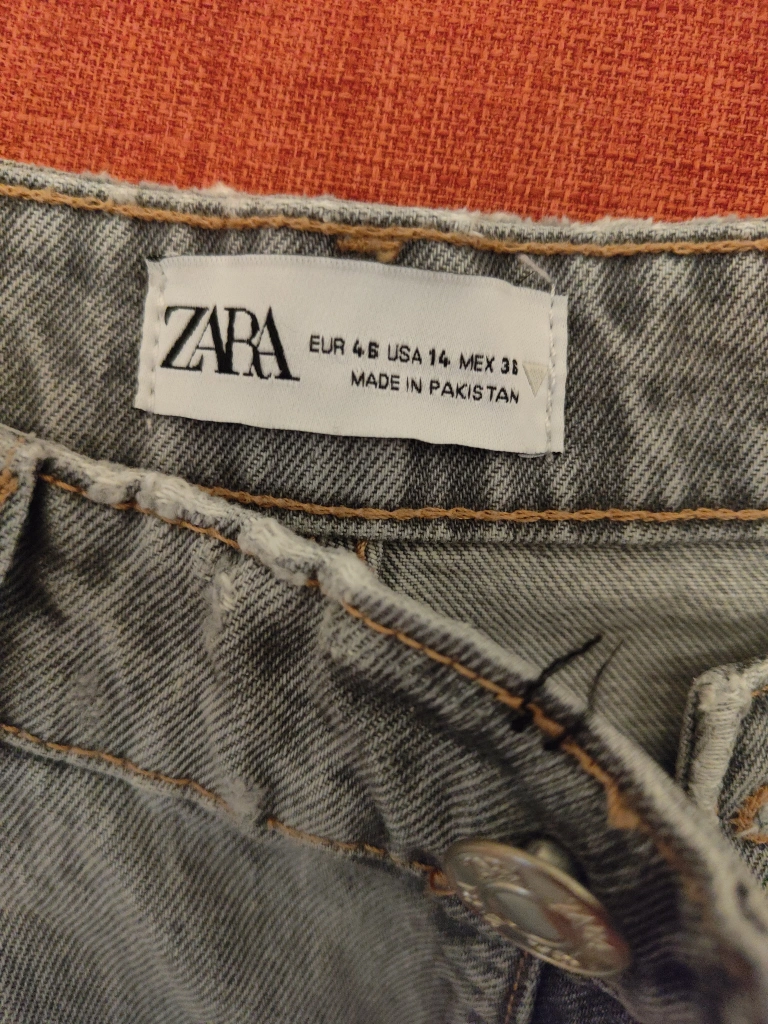 ZARA
EUR 46 USA 14 MEX 36
MADE IN PAKISTAN